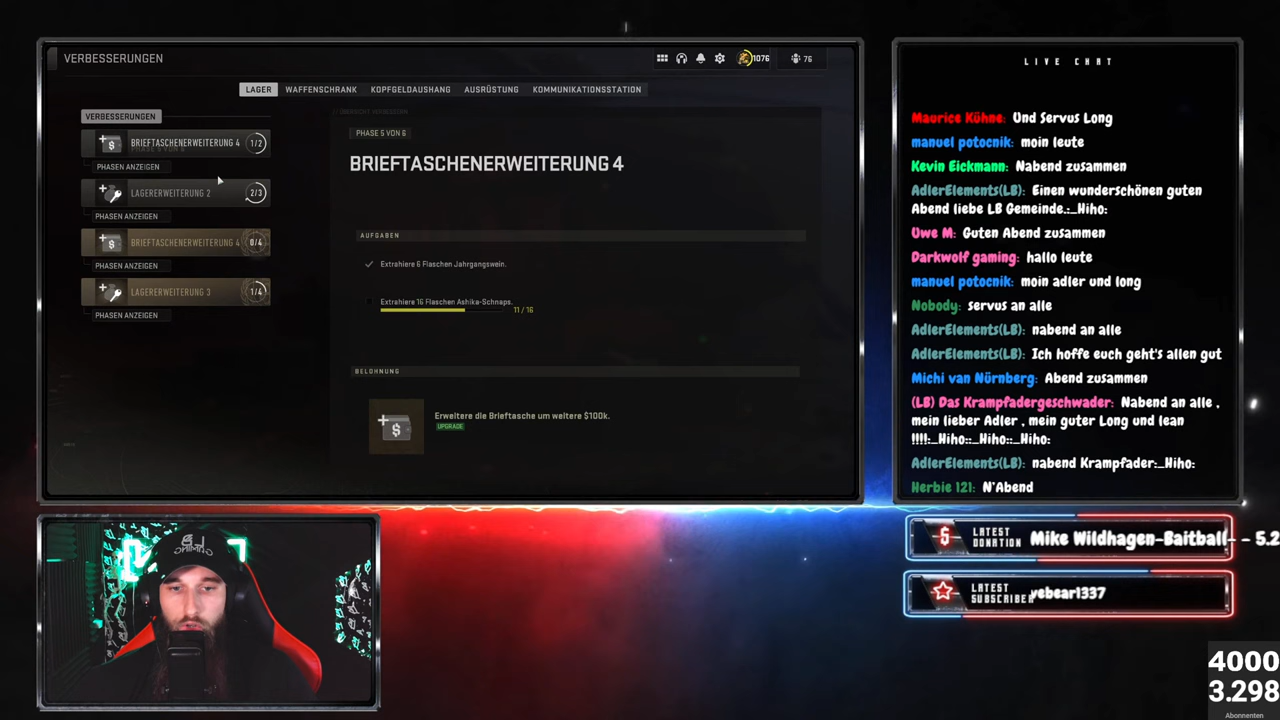 VERBESSERUNGEN
1076
76
LAGER WAFFENSCHRANK KOPFGELDAUSHANG AUSRÜSTUNG KOMMUNIKATIONSSTATION
VERBESSERUNGEN
BRIEFTASCHENERWEITERUNG 4 1/2
PHASEN ANZEIGEN
LAGERERWEITERUNG 2 2/3
PHASEN ANZEIGEN
BRIEFTASCHENERWEITERUNG 4 0/4
PHASEN ANZEIGEN
LAGERERWEITERUNG 3 1/4
PHASEN ANZEIGEN
PHASE 5 VON 6
BRIEFTASCHENERWEITERUNG 4
AUFGABEN
Extrahiere 6 Flaschen Jahrgangswein.
Extrahiere 16 Flaschen Ashika-Schnaps.
11 / 16
BELOHNUNG
Erweitere die Brieftasche um weitere $100k.
UPGRADE
LIVE CHAT
Maurice Kühne: Und Servus Long
manuel potocnik: moin leute
Kevin Eickmann: Nabend zusammen
AdlerElements(LB): Einen wunderschönen guten
Abend liebe LB Gemeinde.:_Hiho:
Uwe M: Guten Abend zusammen
Darkwolf gaming: hallo leute
manuel potocnik: moin adler und long
Nobody: servus an alle
AdlerElements(LB): nabend an alle
AdlerElements(LB): Ich hoffe euch geht's allen gut
Michi van Nürnberg: Abend zusammen
(LB) Das Krampfadergeschwader: Nabend an alle ,
mein lieber Adler , mein guter Long und lean
!!!!:_Hiho::_Hiho::_Hiho:
AdlerElements(LB): nabend Krampfader:_Hiho:
Herbie 121: N'Abend
LATEST DONATION Mike Wildhagen-Baitball- - 5.2
LATEST SUBSCRIBER yebear1337
4000
3.298
Abonnenten